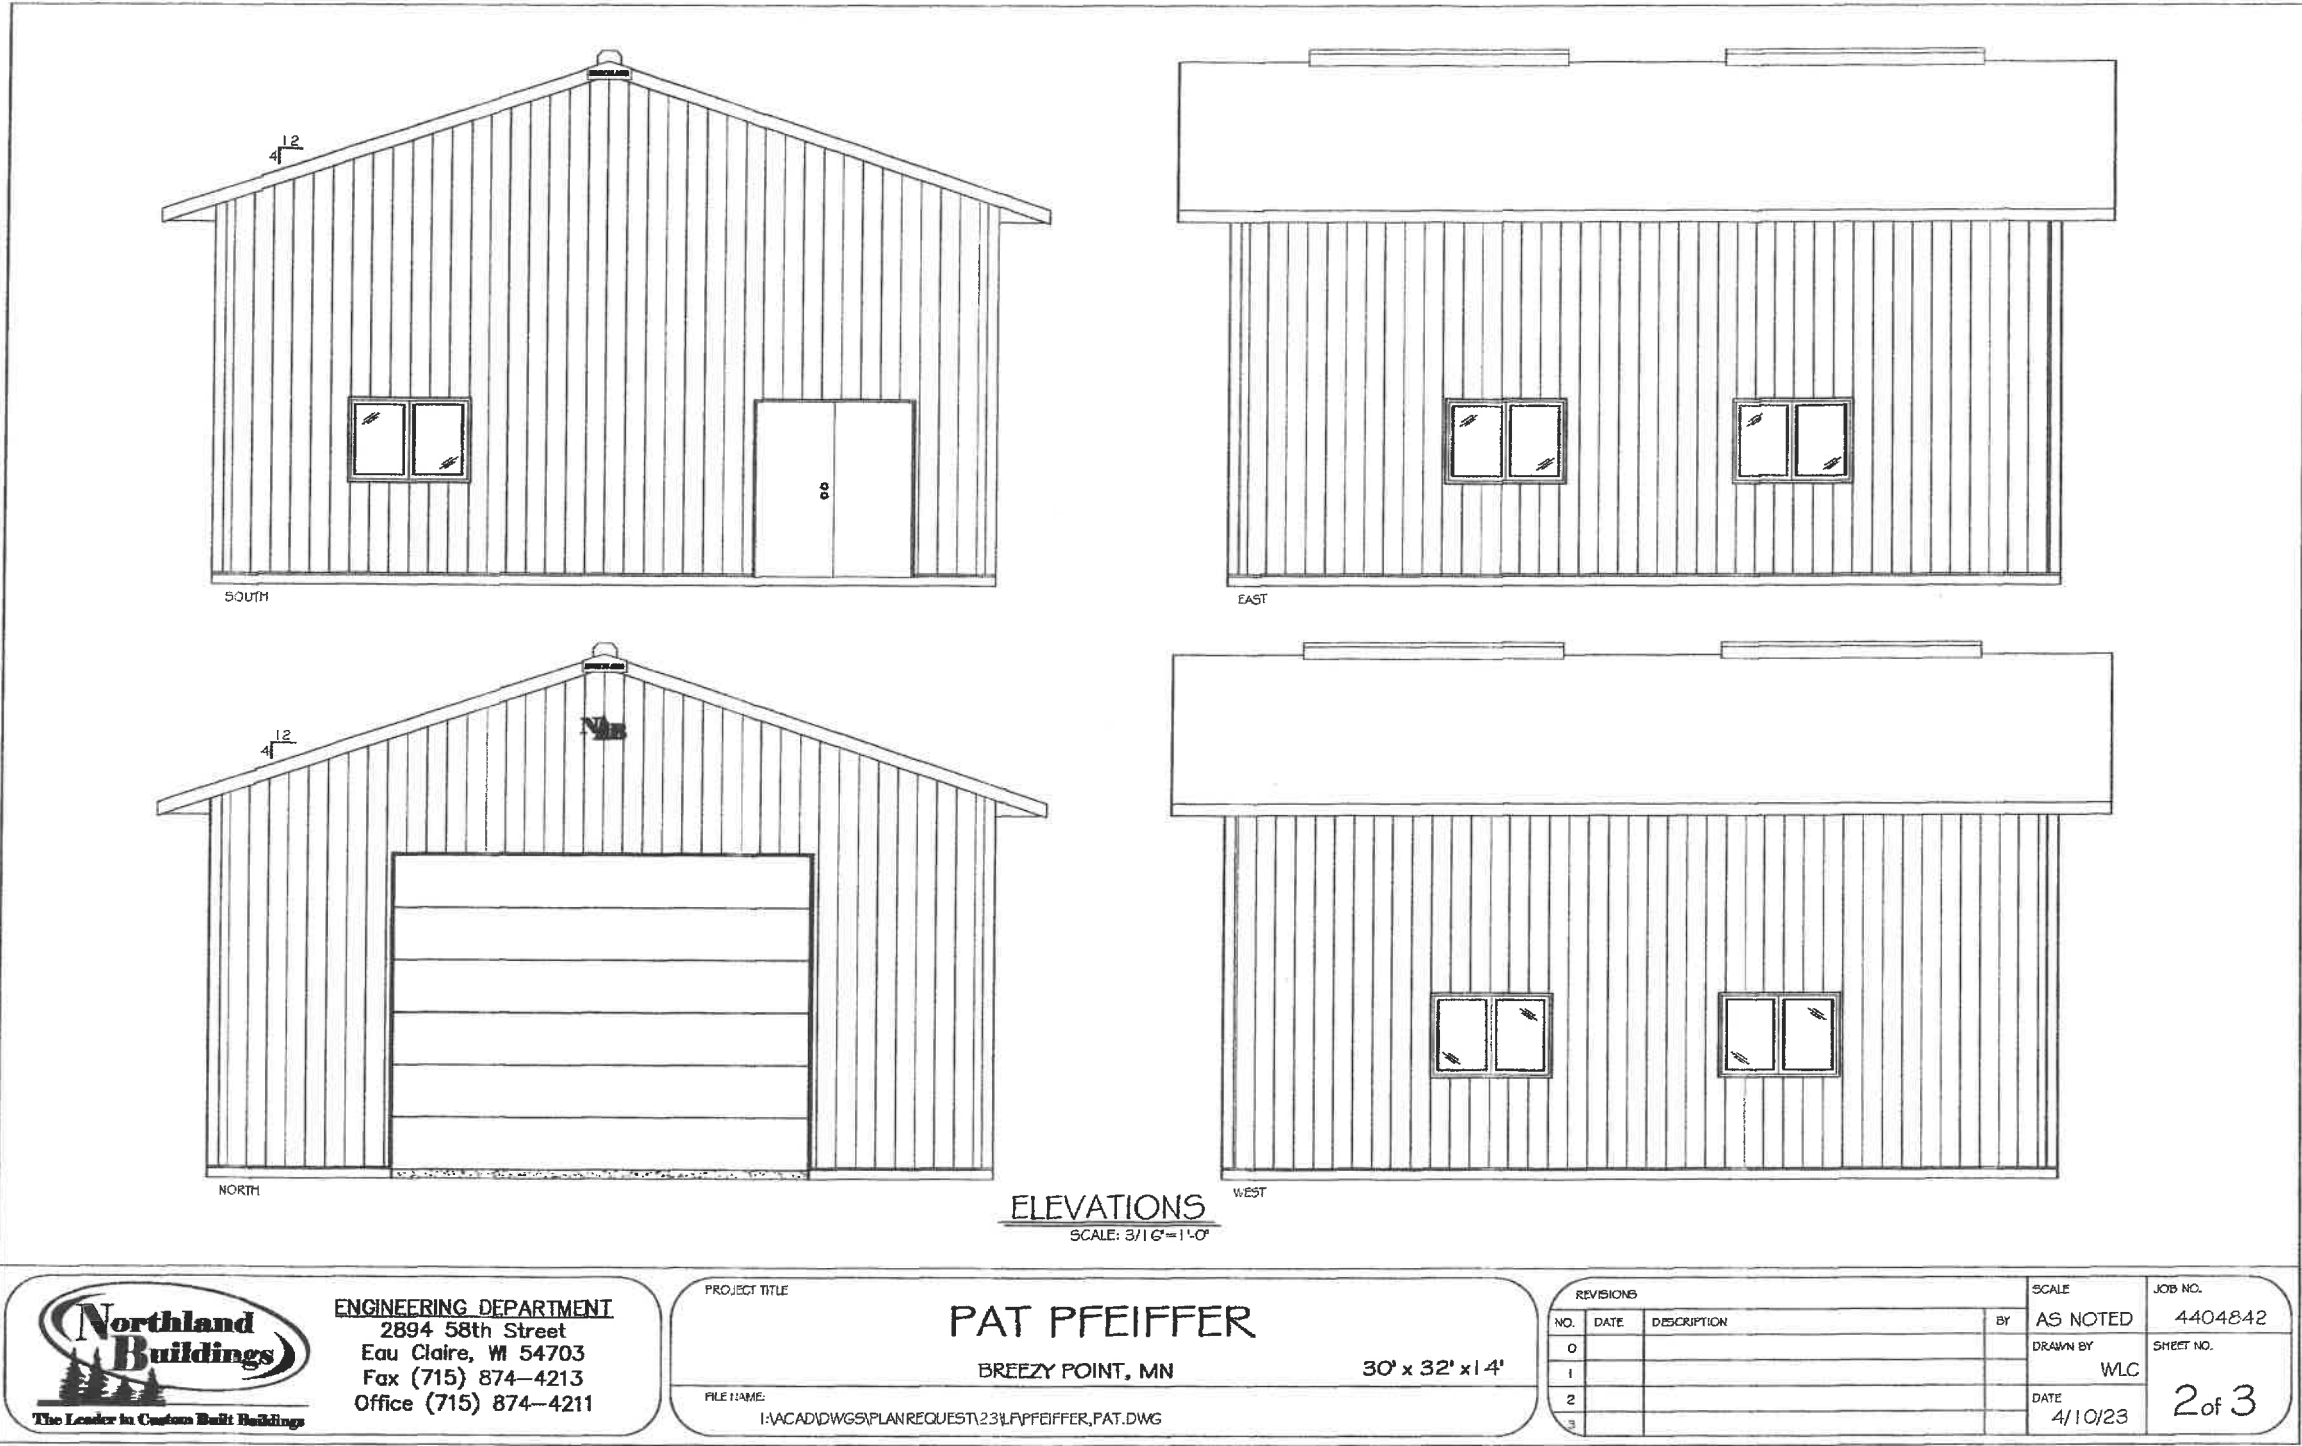 12
4
SOUTH
EAST
12
4
NB
NORTH
WEST
ELEVATIONS
SCALE: 3/16"=1'-0"
Northland
Buildings
The Leader in Custom Built Buildings
ENGINEERING DEPARTMENT
2894 58th Street
Eau Claire, WI 54703
Fax (715) 874-4213
Office (715) 874-4211
PROJECT TITLE
PAT PFEIFFER
BREEZY POINT, MN 30' x 32' x14'
FILE NAME:
I:\ACAD\DWGS\PLANREQUEST\23\LF\PFEIFFER,PAT.DWG
REVISIONS
NO. DATE DESCRIPTION BY
0
1
2
3
SCALE
AS NOTED
JOB NO.
4404842
DRAWN BY
WLC
SHEET NO.
2 of 3
DATE
4/10/23